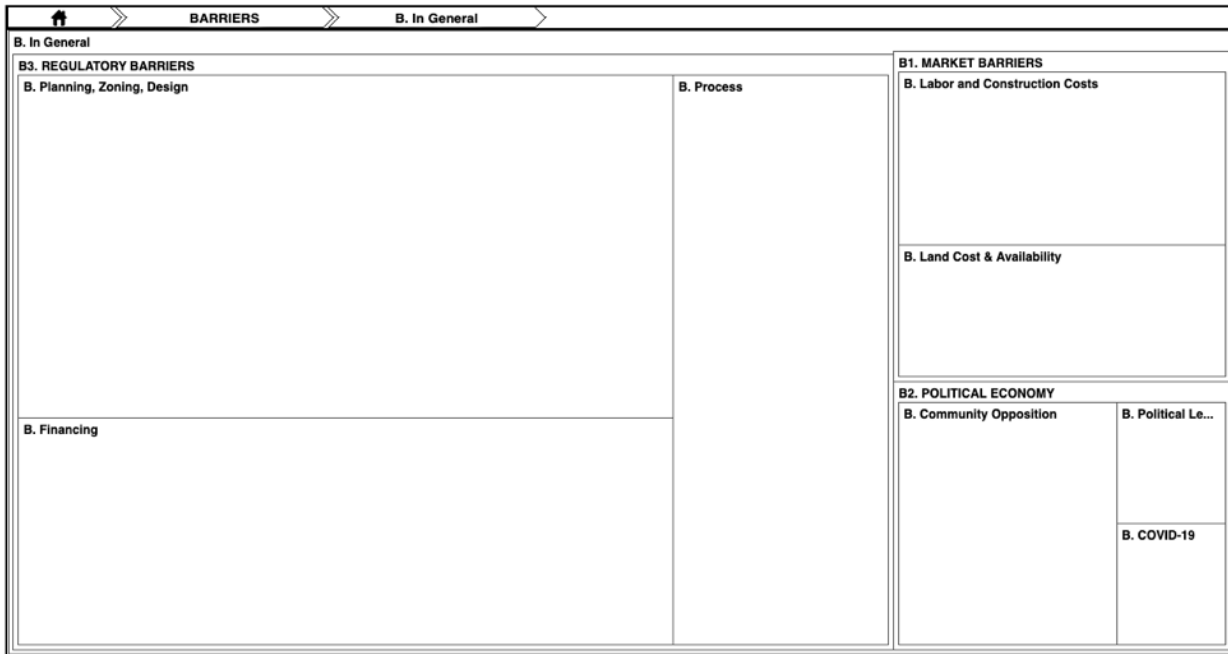 BARRIERS
B. In General
B. In General
B3. REGULATORY BARRIERS
B. Planning, Zoning, Design
B. Process
B. Financing
B1. MARKET BARRIERS
B. Labor and Construction Costs
B. Land Cost & Availability
B2. POLITICAL ECONOMY
B. Community Opposition
B. Political Le...
B. COVID-19